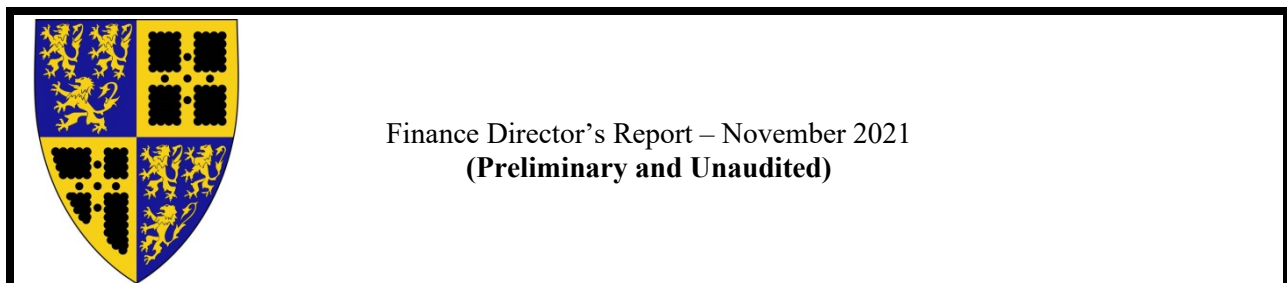 Finance Director’s Report – November 2021
(Preliminary and Unaudited)